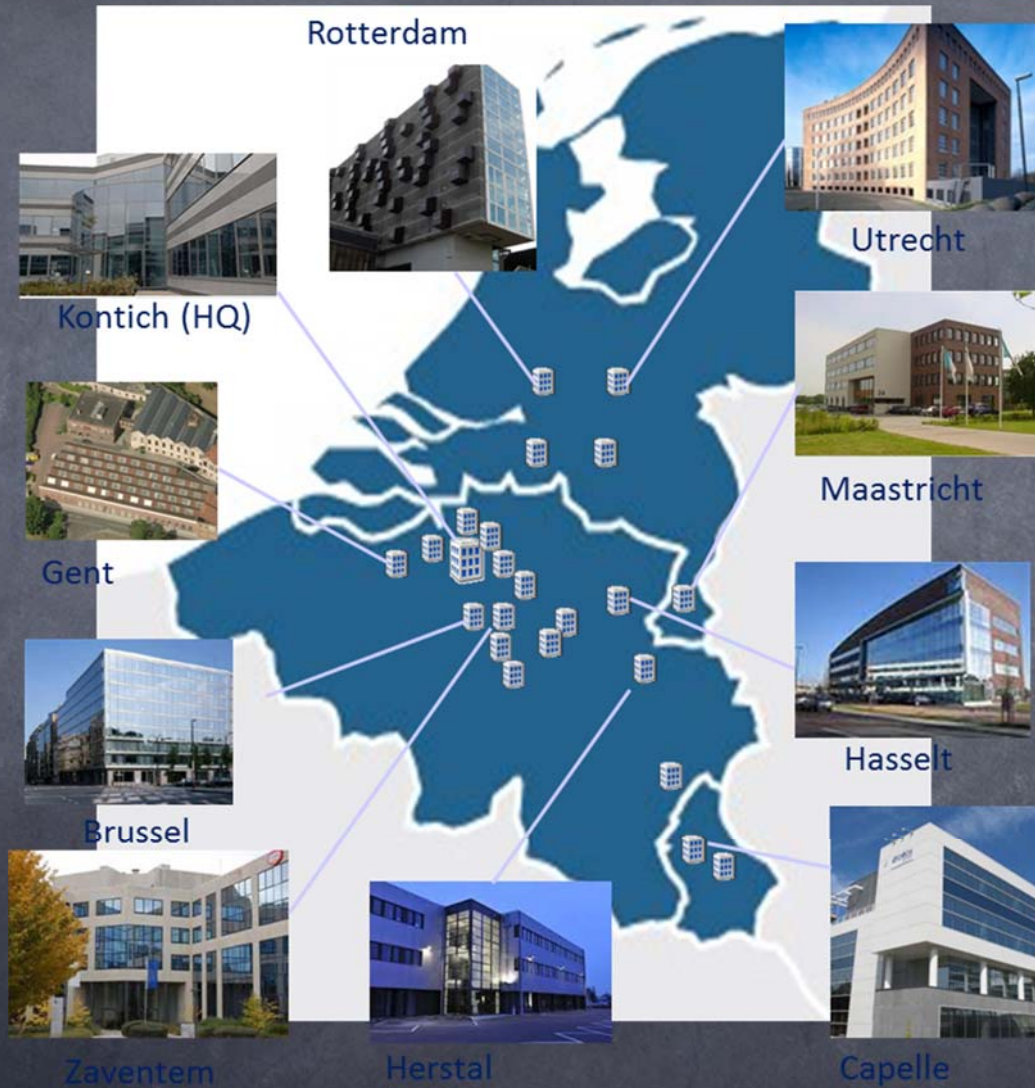 Rotterdam
Utrecht
Kontich (HQ)
Maastricht
Gent
Hasselt
Brussel
Zaventem
Herstal
Capelle